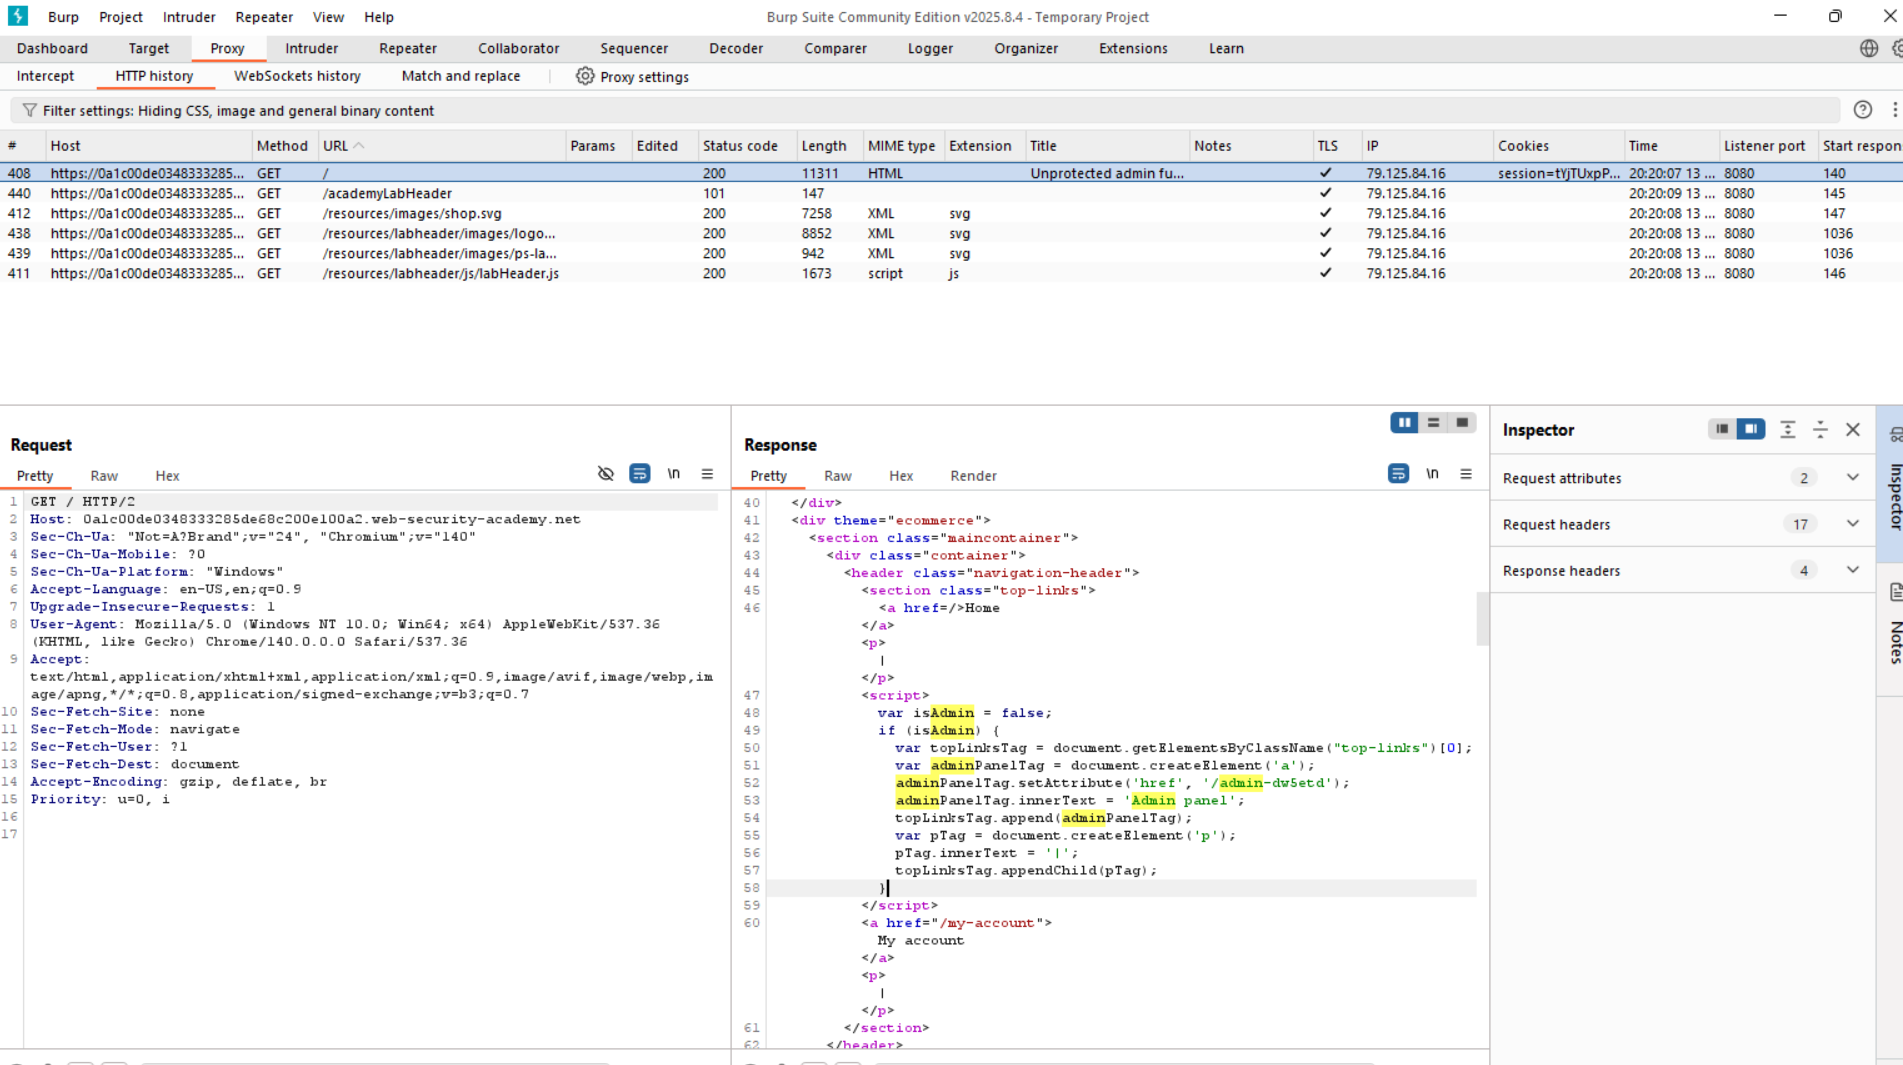 Burp Project Intruder Repeater View Help
Burp Suite Community Edition v2025.8.4 - Temporary Project
Dashboard Target Proxy Intruder Repeater Collaborator Sequencer Decoder Comparer Logger Organizer Extensions Learn
Intercept HTTP history WebSockets history Match and replace Proxy settings
Filter settings: Hiding CSS, image and general binary content
# Host Method URL Params Edited Status code Length MIME type Extension Title Notes TLS IP Cookies Time Listener port Start respon
408 https://0a1c00de0348333285... GET / 200 11311 HTML Unprotected admin fu... ✓ 79.125.84.16 session=tYjTUxpP... 20:20:07 13 ... 8080 140
440 https://0a1c00de0348333285... GET /academyLabHeader 101 147 ✓ 79.125.84.16 20:20:09 13 ... 8080 145
412 https://0a1c00de0348333285... GET /resources/images/shop.svg 200 7258 XML svg ✓ 79.125.84.16 20:20:08 13 ... 8080 147
438 https://0a1c00de0348333285... GET /resources/labheader/images/logo... 200 8852 XML svg ✓ 79.125.84.16 20:20:08 13 ... 8080 1036
439 https://0a1c00de0348333285... GET /resources/labheader/images/ps-la... 200 942 XML svg ✓ 79.125.84.16 20:20:08 13 ... 8080 1036
411 https://0a1c00de0348333285... GET /resources/labheader/js/labHeader.js 200 1673 script js ✓ 79.125.84.16 20:20:08 13 ... 8080 146
Request
Pretty Raw Hex
\n
1 GET / HTTP/2
2 Host: 0a1c00de0348333285de68c200e100a2.web-security-academy.net
3 Sec-Ch-Ua: "Not=A?Brand";v="24", "Chromium";v="140"
4 Sec-Ch-Ua-Mobile: ?0
5 Sec-Ch-Ua-Platform: "Windows"
6 Accept-Language: en-US,en;q=0.9
7 Upgrade-Insecure-Requests: 1
8 User-Agent: Mozilla/5.0 (Windows NT 10.0; Win64; x64) AppleWebKit/537.36
(KHTML, like Gecko) Chrome/140.0.0.0 Safari/537.36
9 Accept:
text/html,application/xhtml+xml,application/xml;q=0.9,image/avif,image/webp,im
age/apng,*/*;q=0.8,application/signed-exchange;v=b3;q=0.7
10 Sec-Fetch-Site: none
11 Sec-Fetch-Mode: navigate
12 Sec-Fetch-User: ?1
13 Sec-Fetch-Dest: document
14 Accept-Encoding: gzip, deflate, br
15 Priority: u=0, i
16
17
Response
Pretty Raw Hex Render
\n
40 </div>
41 <div theme="ecommerce">
42 <section class="maincontainer">
43 <div class="container">
44 <header class="navigation-header">
45 <section class="top-links">
46 <a href=/>Home
</a>
<p>
|
</p>
47 <script>
48 var isAdmin = false;
49 if (isAdmin) {
50 var topLinksTag = document.getElementsByClassName("top-links")[0];
51 var adminPanelTag = document.createElement('a');
52 adminPanelTag.setAttribute('href', '/admin-dw5etd');
53 adminPanelTag.innerText = 'Admin panel';
54 topLinksTag.append(adminPanelTag);
55 var pTag = document.createElement('p');
56 pTag.innerText = '|';
57 topLinksTag.appendChild(pTag);
58 }
59 </script>
60 <a href="/my-account">
My account
</a>
<p>
|
</p>
61 </section>
62 </header>
Inspector
Request attributes 2
Request headers 17
Response headers 4
Inspector
Notes